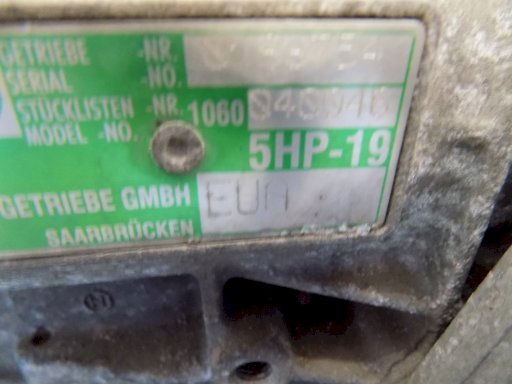 GETRIEBE -NR.
SERIAL -NO.
STÜCKLISTEN -NR. 1060
MODEL -NO.
5HP-19
GETRIEBE GMBH
SAARBRÜCKEN